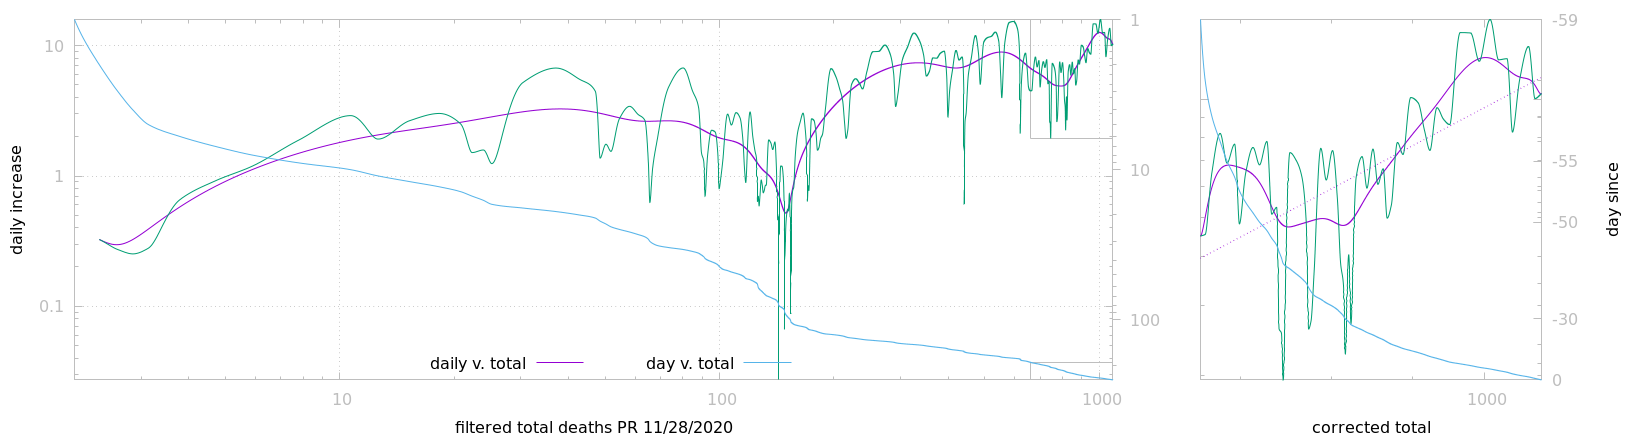 daily increase
10
1
0.1
10
100
1000
filtered total deaths PR 11/28/2020
daily v. total
day v. total
1
10
100
-59
-55
-50
-30
0
day since
1000
corrected total